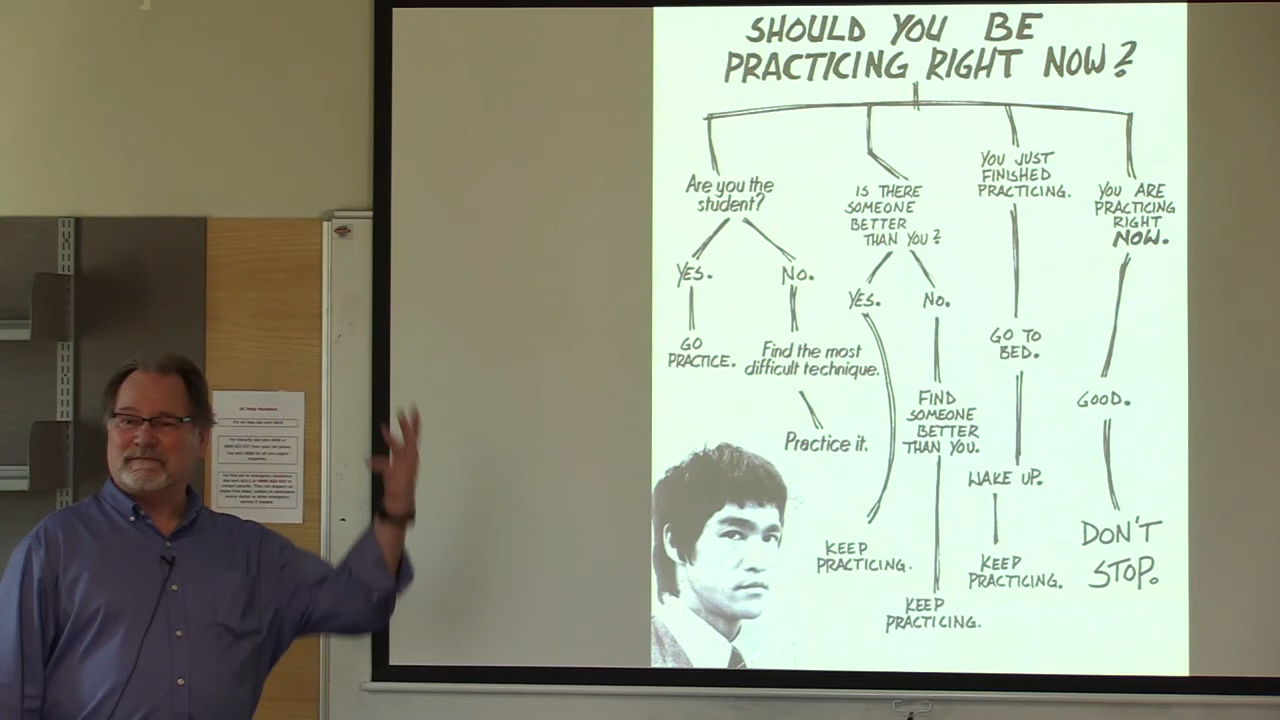 SHOULD YOU BE
PRACTICING RIGHT NOW?
Are you the
student?
YES.
GO
PRACTICE.
NO.
Find the most
difficult technique.
Practice it.
IS THERE
SOMEONE
BETTER
THAN YOU?
YES.
KEEP
PRACTICING.
NO.
FIND
SOMEONE
BETTER
THAN YOU.
KEEP
PRACTICING.
YOU JUST
FINISHED
PRACTICING.
GO TO
BED.
WAKE UP.
KEEP
PRACTICING.
YOU ARE
PRACTICING
RIGHT
NOW.
GOOD.
DON'T
STOP.
UC Help Numbers